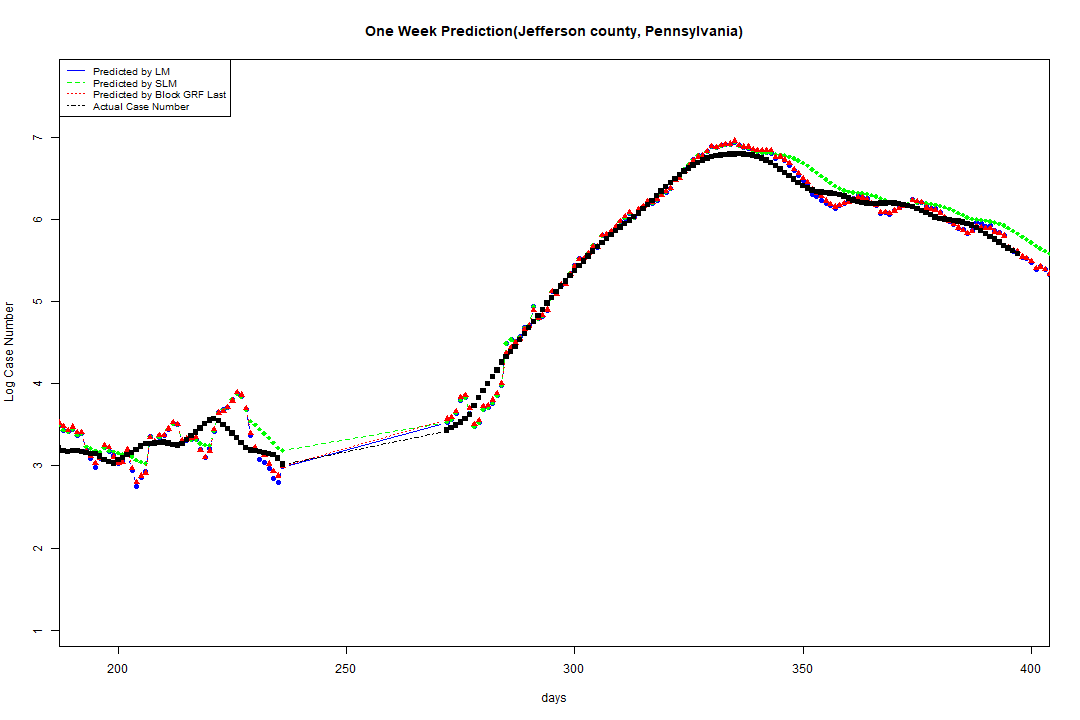 One Week Prediction(Jefferson county, Pennsylvania)
Predicted by LM
Predicted by SLM
Predicted by Block GRF Last
Actual Case Number
7
6
5
4
3
2
1
Log Case Number
200 250 300 350 400
days